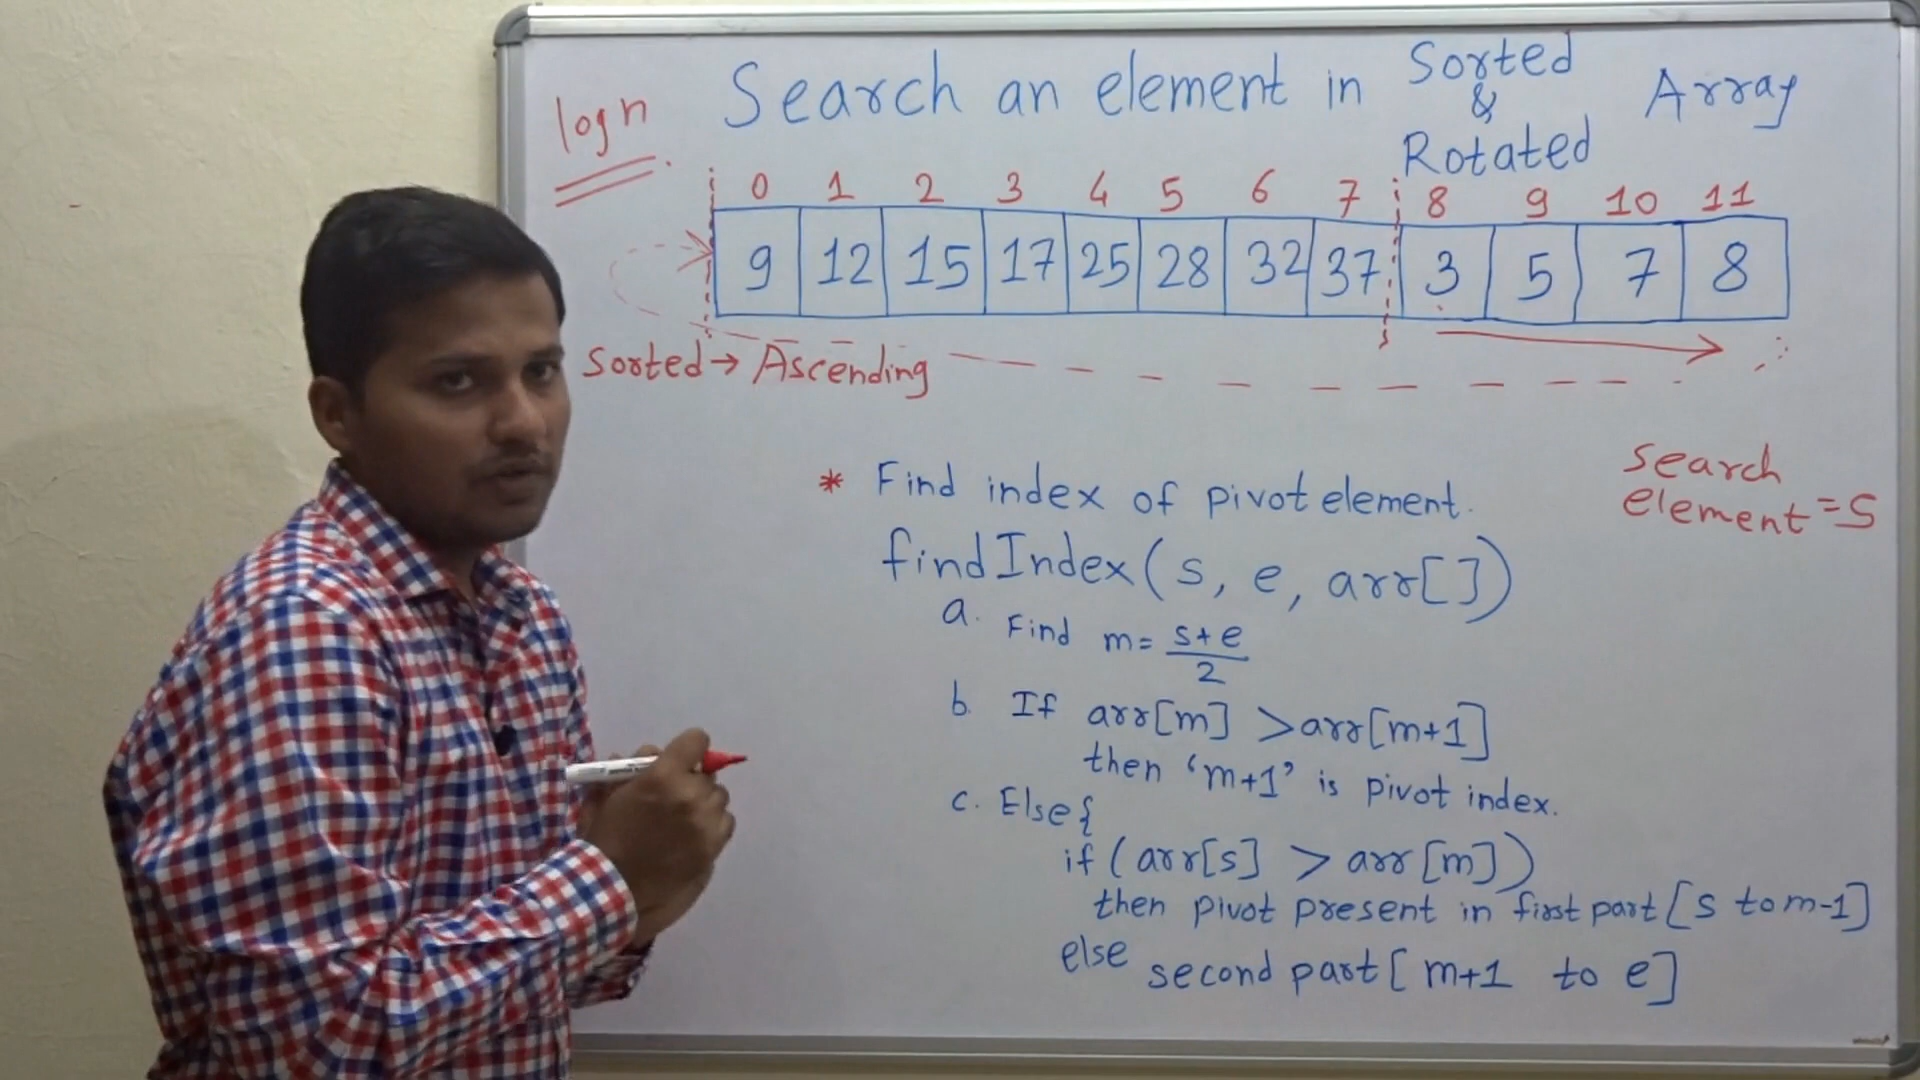 log n
Search an element in Sorted & Rotated Array
0 1 2 3 4 5 6 7 8 9 10 11
9 12 15 17 25 28 32 37 3 5 7 8
Sorted → Ascending
Search
element = S
* Find index of pivot element.
findIndex(s, e, arr[])
a. Find m = s+e
2
b. If arr[m] > arr[m+1]
then ‘m+1’ is pivot index.
c. Else{
if (arr[s] > arr[m])
then pivot present in first part [s to m-1]
else second part [m+1 to e]